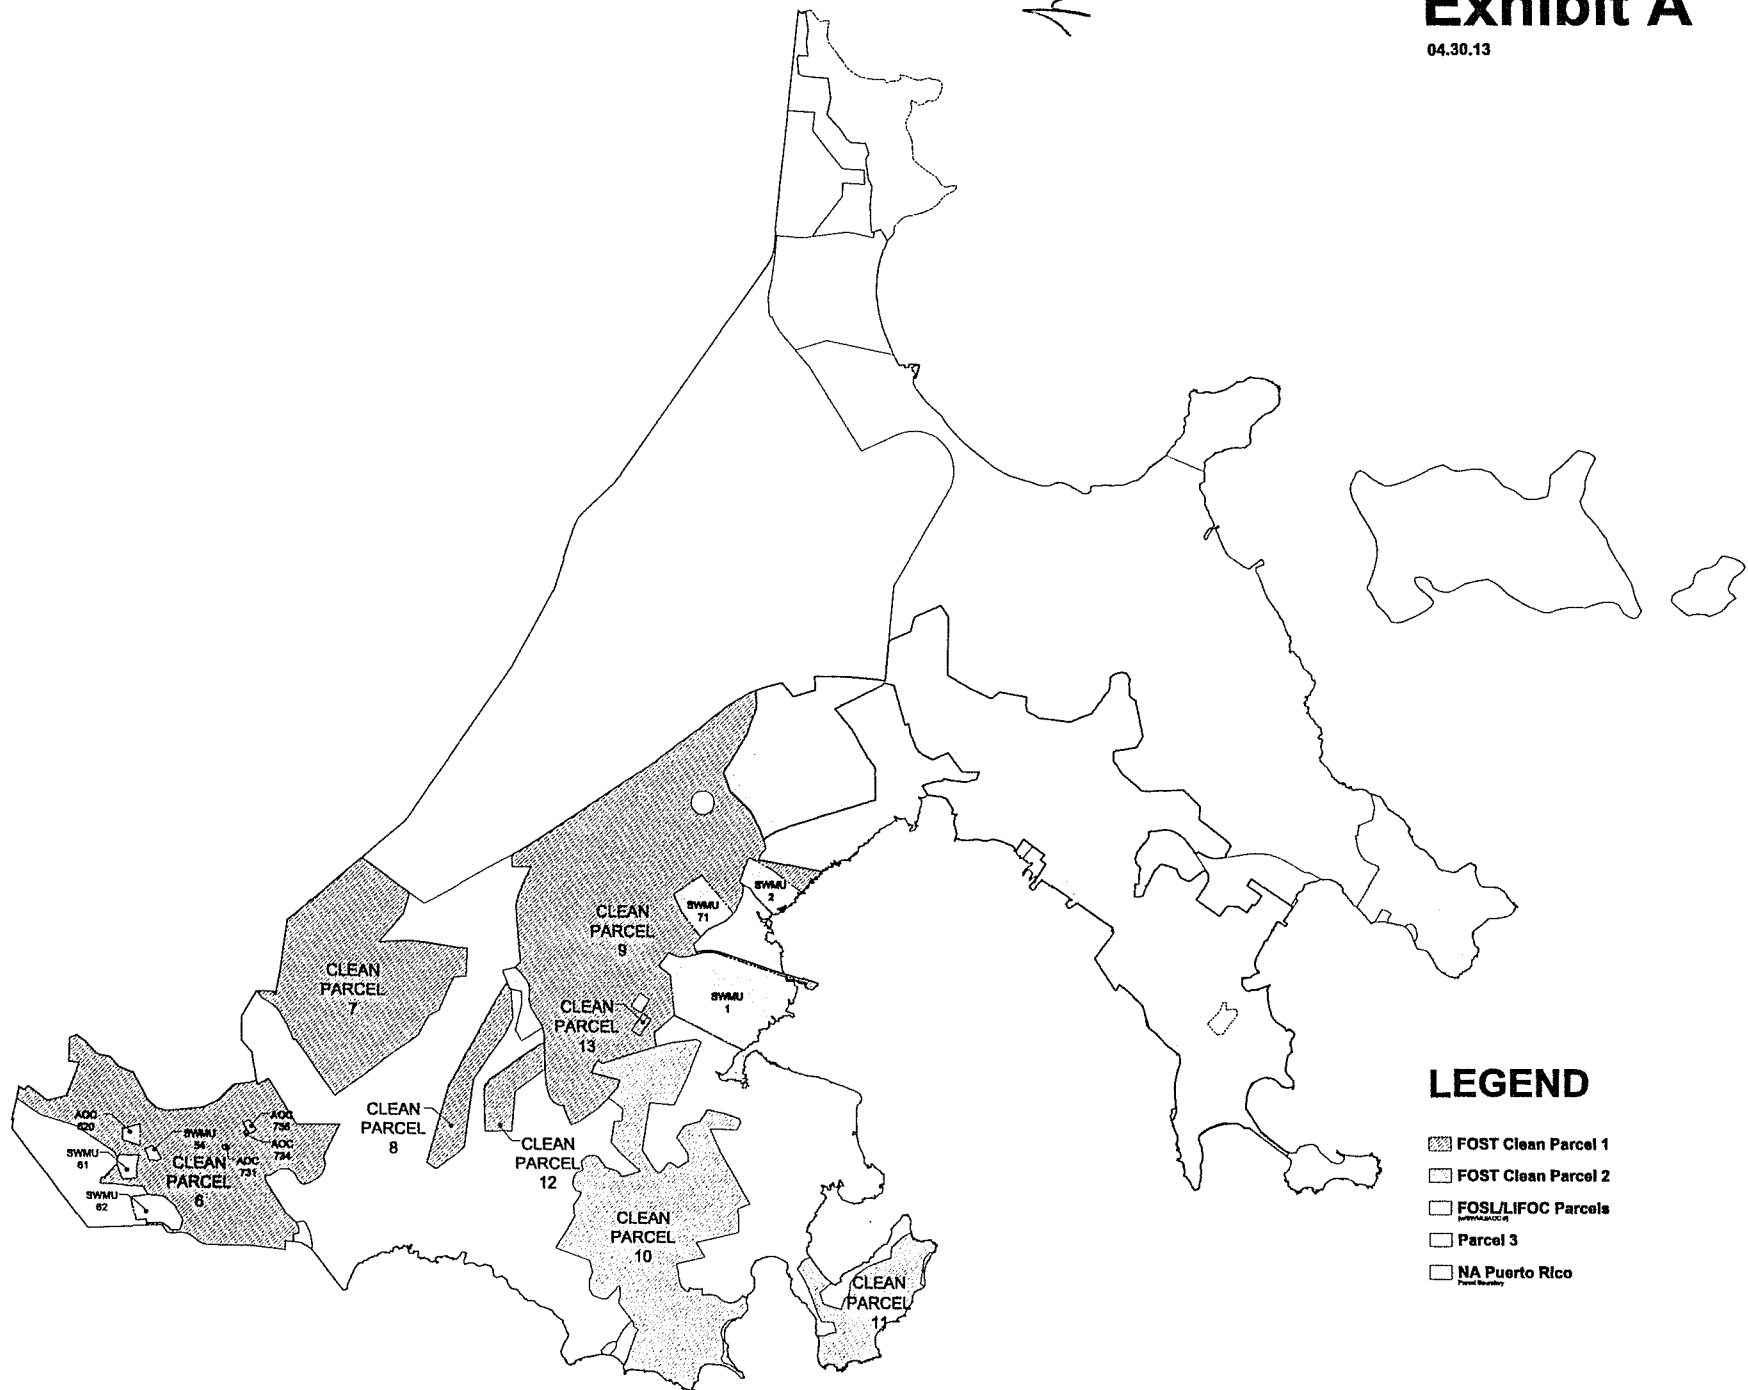 Exhibit A
04.30.13
CLEAN
PARCEL
9
SWMU
71
SWMU
2
CLEAN
PARCEL
7
SWMU
1
CLEAN
PARCEL
13
CLEAN
PARCEL
8
CLEAN
PARCEL
12
AOC
620
SWMU
54
AOC
735
AOC
734
AOC
731
SWMU
61
CLEAN
PARCEL
6
SWMU
62
CLEAN
PARCEL
10
CLEAN
PARCEL
11
LEGEND
FOST Clean Parcel 1
FOST Clean Parcel 2
FOSL/LIFOC Parcels
Parcel 3
NA Puerto Rico
Parcel Boundary